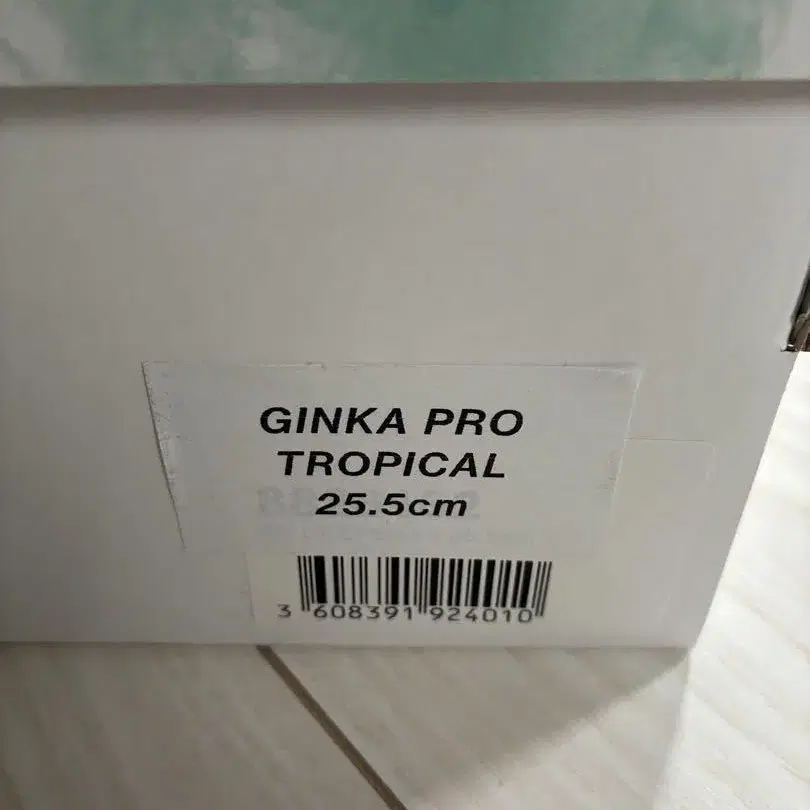 GINKA PRO
TROPICAL
25.5cm
3 608391 924010